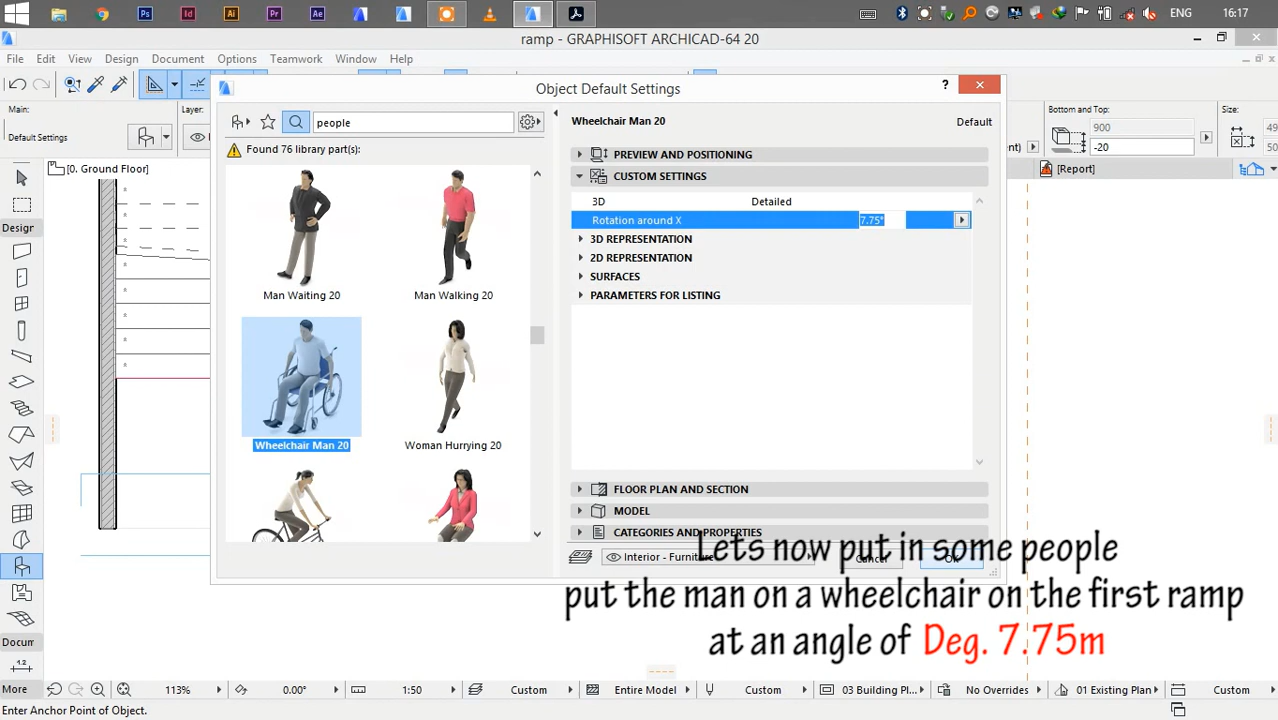 ENG
16:17
ramp - GRAPHISOFT ARCHICAD-64 20
File Edit View Design Document Options Teamwork Window Help
Object Default Settings
?
Main:
Layer:
Default Settings
people
Found 76 library part(s):
Wheelchair Man 20
Default
Bottom and Top:
Size:
900
-20
[0. Ground Floor]
[Report]
PREVIEW AND POSITIONING
CUSTOM SETTINGS
3D Detailed
Rotation around X 7.75°
3D REPRESENTATION
2D REPRESENTATION
SURFACES
PARAMETERS FOR LISTING
Design
Man Waiting 20
Man Walking 20
Wheelchair Man 20
Woman Hurrying 20
FLOOR PLAN AND SECTION
MODEL
CATEGORIES AND PROPERTIES
Interior - Furniture
Cancel
OK
Lets now put in some people
put the man on a wheelchair on the first ramp
at an angle of Deg. 7.75m
Docum
More
113%
0.00°
1:50
Custom
Entire Model
Custom
03 Building Pl...
No Overrides
01 Existing Plan
Custom
Enter Anchor Point of Object.